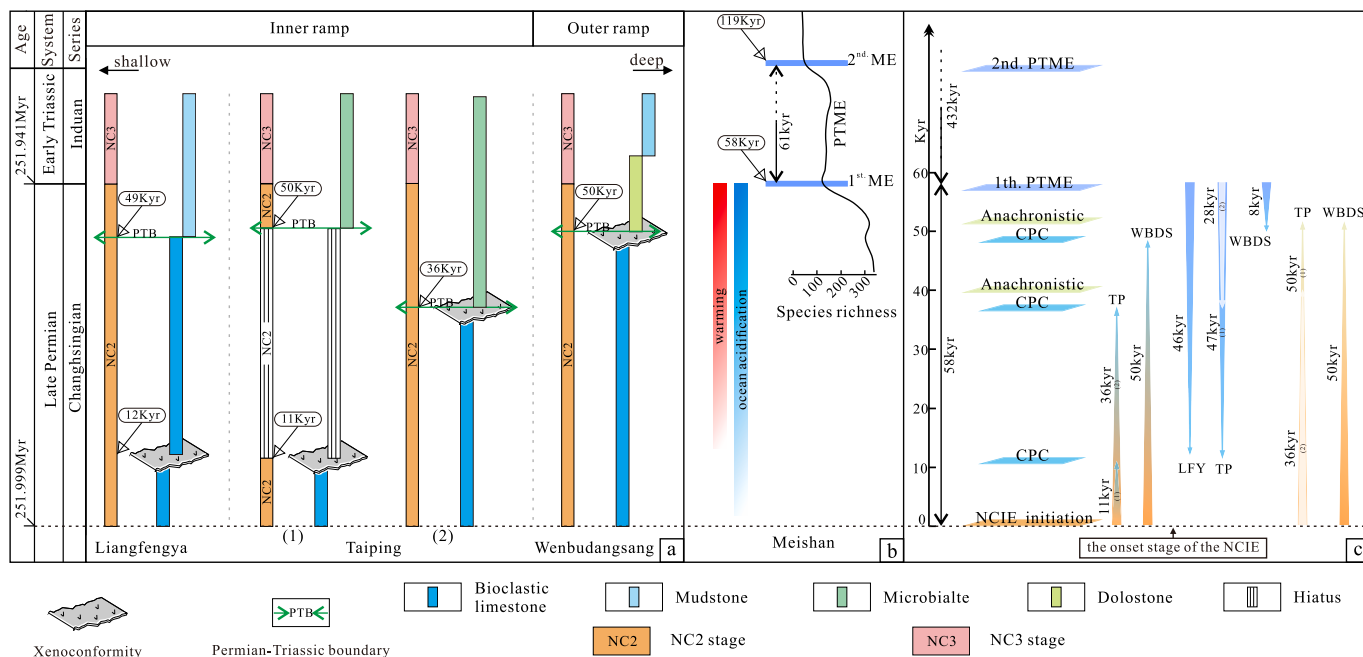 Age
System
Series
Inner ramp
Outer ramp
shallow
deep
251.941Myr
Early Triassic
Induan
251.999Myr
Late Permian
Changhsingian
NC3
NC2
49Kyr
PTB
12Kyr
NC3
NC2
50Kyr
PTB
NC2
11Kyr
NC2
NC3
NC2
36Kyr
PTB
NC3
NC2
50Kyr
PTB
Liangfengya
(1)
Taiping
(2)
Wenbudangsang
a
119Kyr
2nd. ME
61kyr
PTME
58Kyr
1st. ME
warming
ocean acidification
0 100 200 300
Species richness
Meishan
b
Kyr
432kyr
58kyr
60
50
40
30
20
10
0
2nd. PTME
1th. PTME
Anachronistic
CPC
Anachronistic
CPC
CPC
NCIE initiation
TP
36kyr
(2)
11kyr
(1)
WBDS
50kyr
46kyr
LFY
28kyr
(2)
47kyr
(1)
TP
8kyr
WBDS
TP
50kyr
(1)
36kyr
(2)
WBDS
50kyr
the onset stage of the NCIE
c
Xenoconformity
PTB
Permian-Triassic boundary
Bioclastic
limestone
Mudstone
Microbialte
Dolostone
Hiatus
NC2
NC2 stage
NC3
NC3 stage